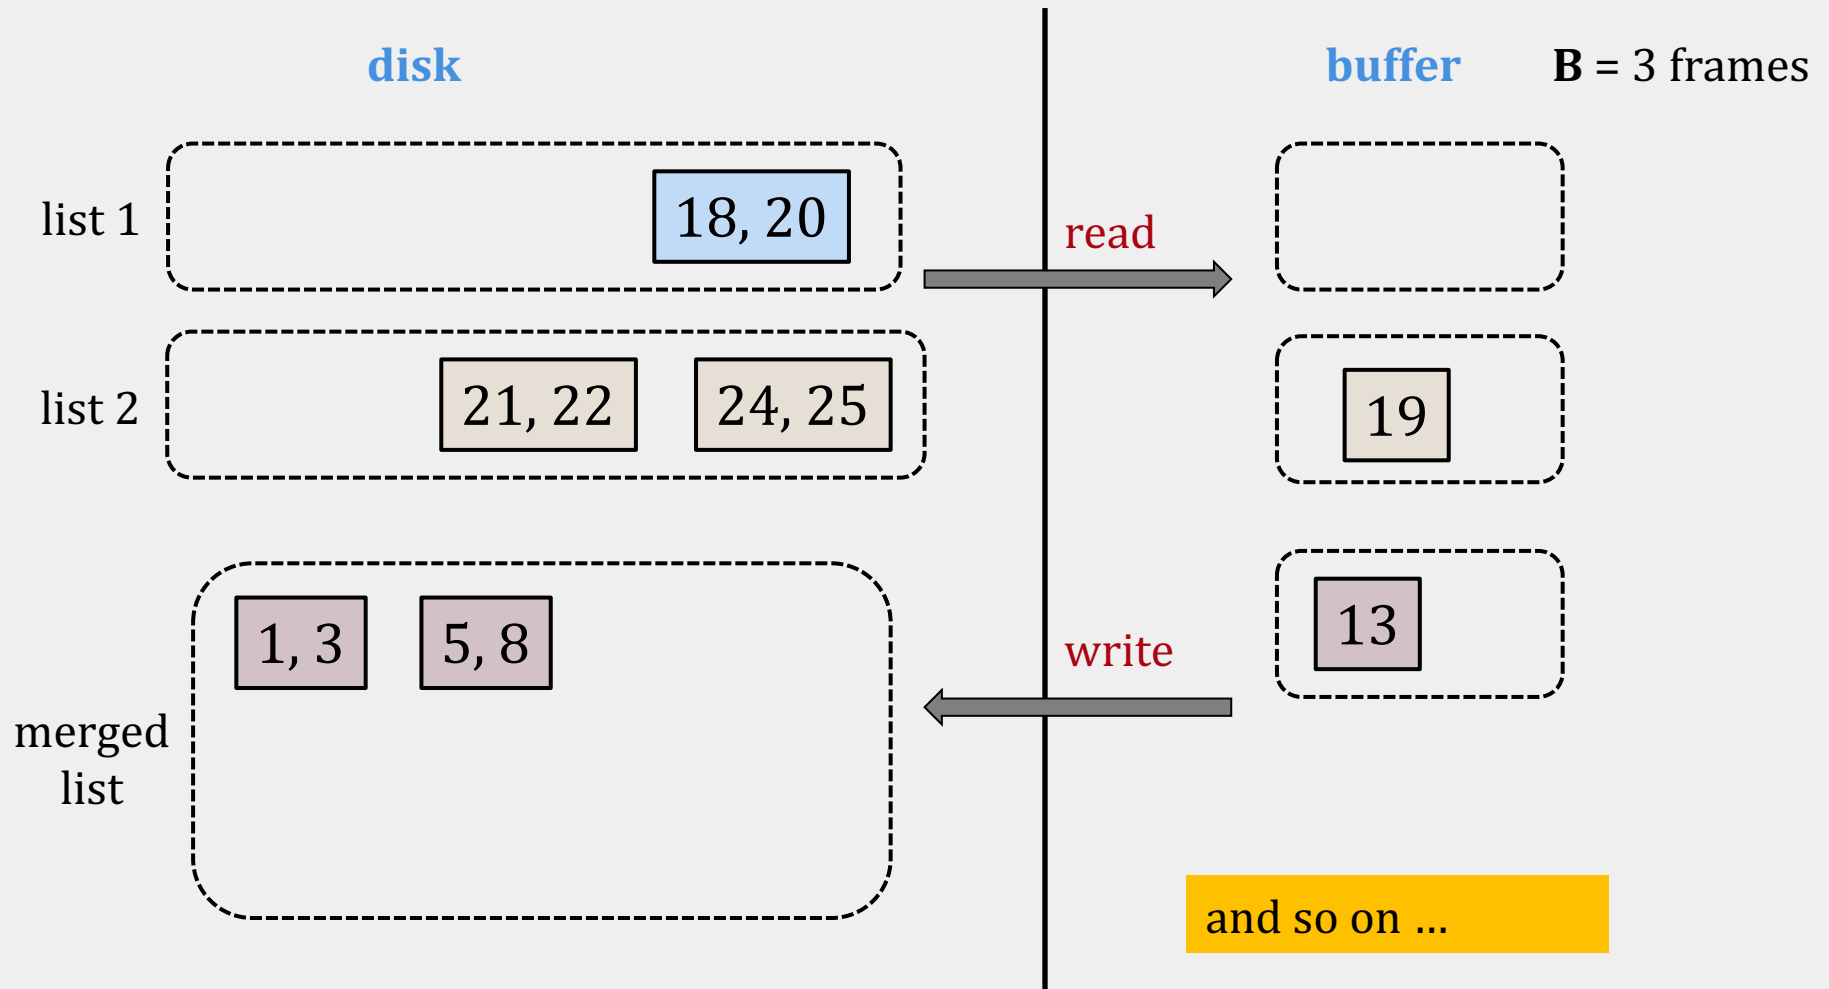 disk
buffer
B = 3 frames
list 1
18, 20
read
list 2
21, 22
24, 25
19
1, 3
5, 8
13
write
merged
list
and so on ...